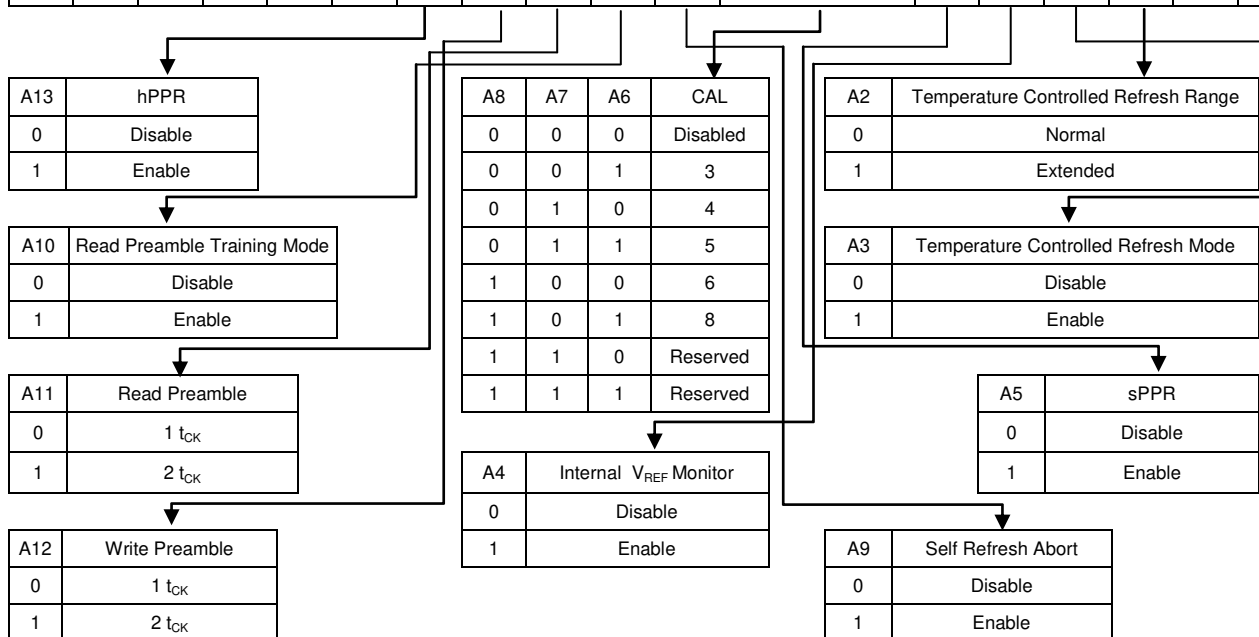 A13 hPPR
0 Disable
1 Enable
A10 Read Preamble Training Mode
0 Disable
1 Enable
A11 Read Preamble
0 1 tCK
1 2 tCK
A12 Write Preamble
0 1 tCK
1 2 tCK
A8 A7 A6 CAL
0 0 0 Disabled
0 0 1 3
0 1 0 4
0 1 1 5
1 0 0 6
1 0 1 8
1 1 0 Reserved
1 1 1 Reserved
A4 Internal VREF Monitor
0 Disable
1 Enable
A2 Temperature Controlled Refresh Range
0 Normal
1 Extended
A3 Temperature Controlled Refresh Mode
0 Disable
1 Enable
A5 sPPR
0 Disable
1 Enable
A9 Self Refresh Abort
0 Disable
1 Enable